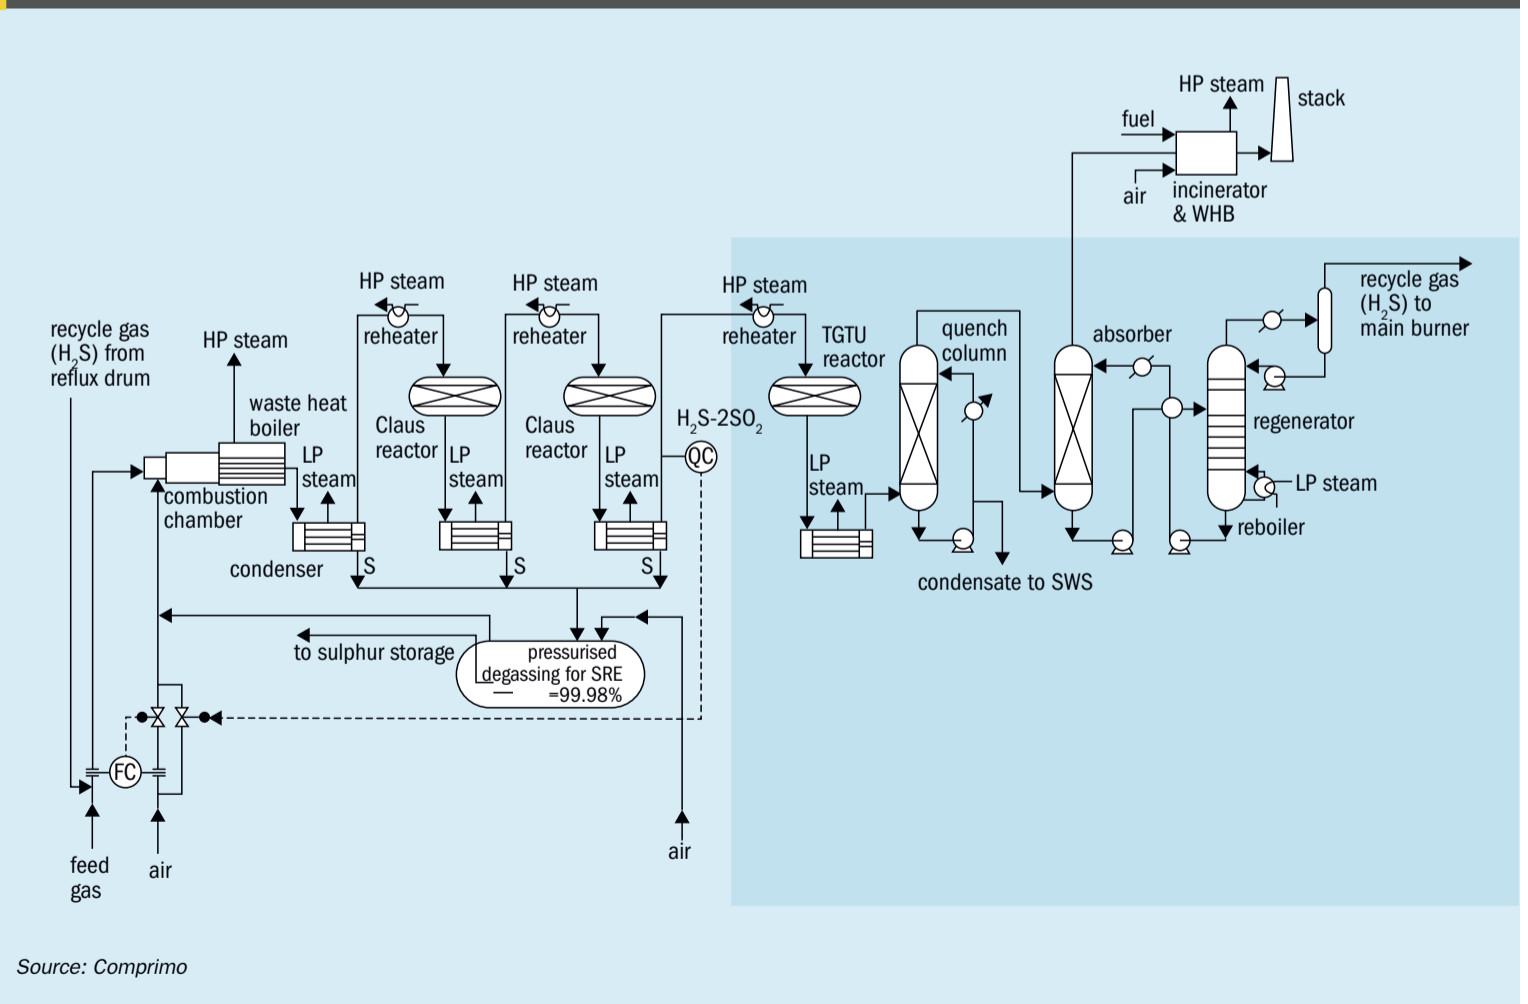 HP steam
stack
fuel
air
incinerator
& WHB
HP steam
reheater
HP steam
reheater
HP steam
reheater
TGTU
reactor
quench
column
absorber
recycle gas
(H2S) to
main burner
recycle gas
(H2S) from
reflux drum
HP steam
waste heat
boiler
combustion
chamber
LP
steam
Claus
reactor
LP
steam
Claus
reactor
LP
steam
H2S-2SO2
QC
LP
steam
regenerator
LP steam
reboiler
condenser
S
S
S
condensate to SWS
to sulphur storage
pressurised
degassing for SRE
=99.98%
FC
feed
gas
air
air
Source: Comprimo